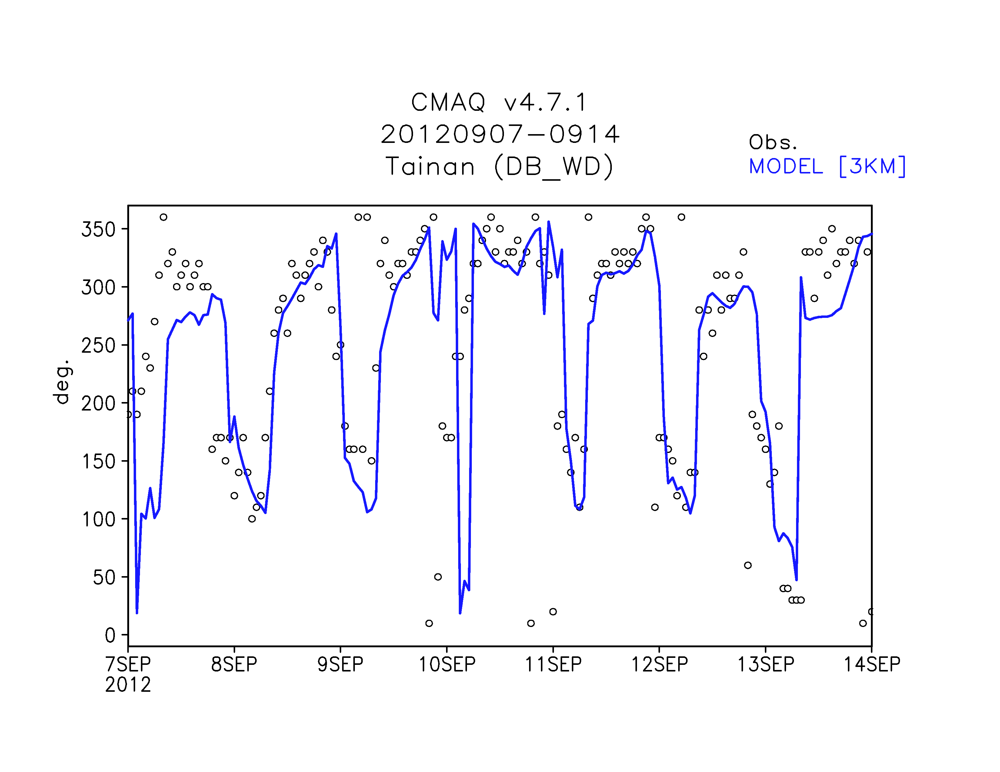 CMAQ v4.7.1
20120907-0914
Tainan (DB_WD)
Obs.
MODEL [3KM]
deg.
350
300
250
200
150
100
50
0
7SEP 8SEP 9SEP 10SEP 11SEP 12SEP 13SEP 14SEP
2012